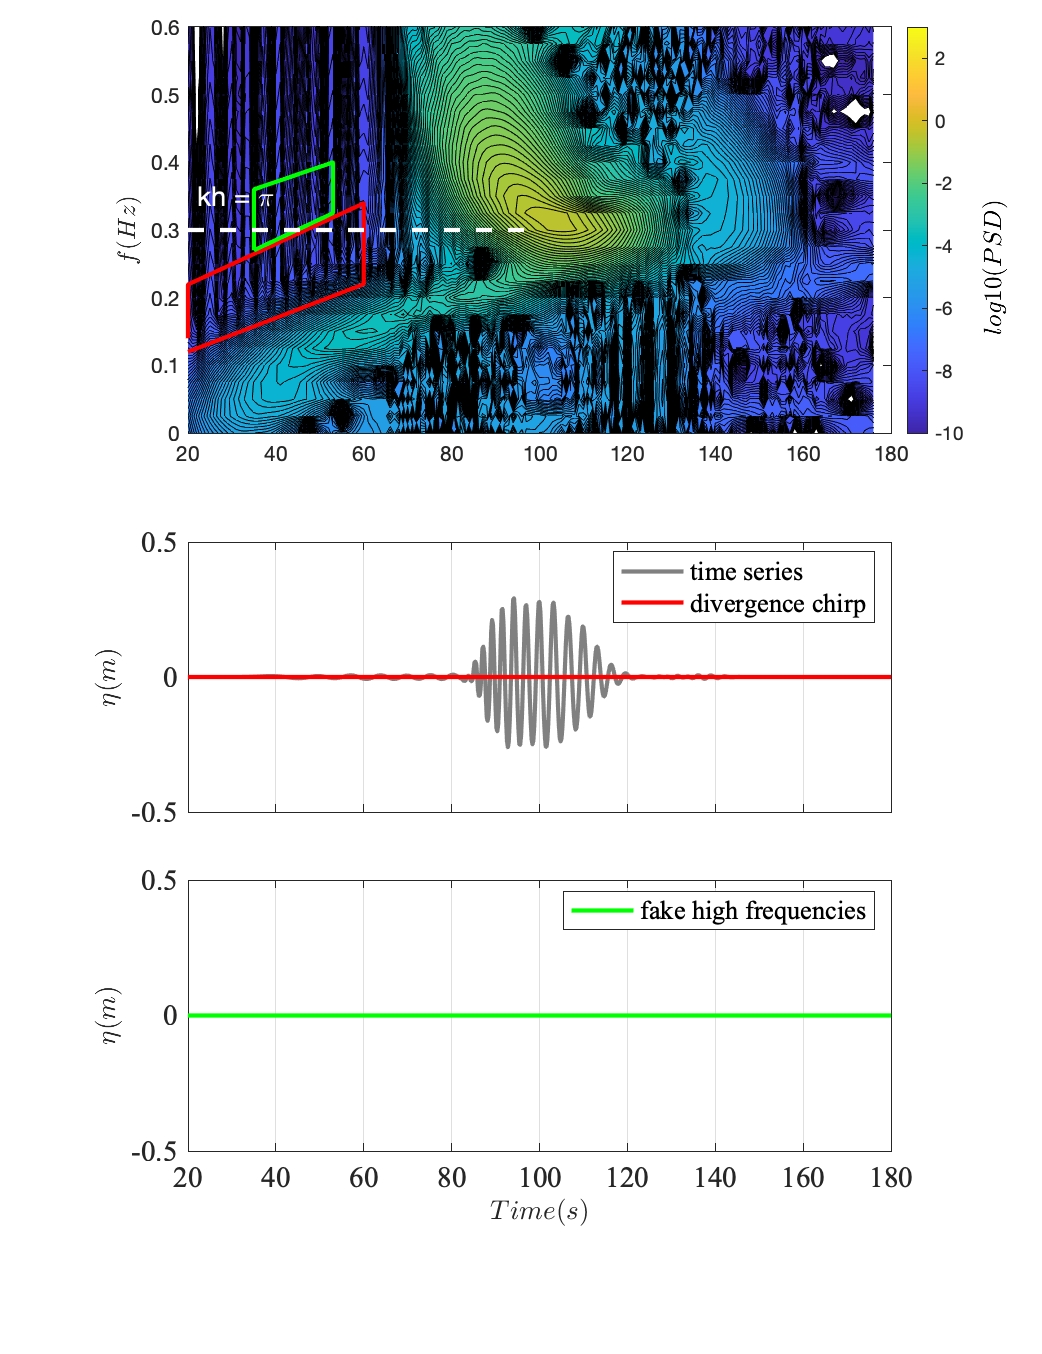 0.6
0.5
0.4
0.3
0.2
0.1
0
f(Hz)
kh = π
20 40 60 80 100 120 140 160 180
2
0
-2
-4
-6
-8
-10
log10(PSD)
0.5
0
-0.5
η(m)
time series
divergence chirp
0.5
0
-0.5
η(m)
fake high frequencies
20 40 60 80 100 120 140 160 180
Time(s)